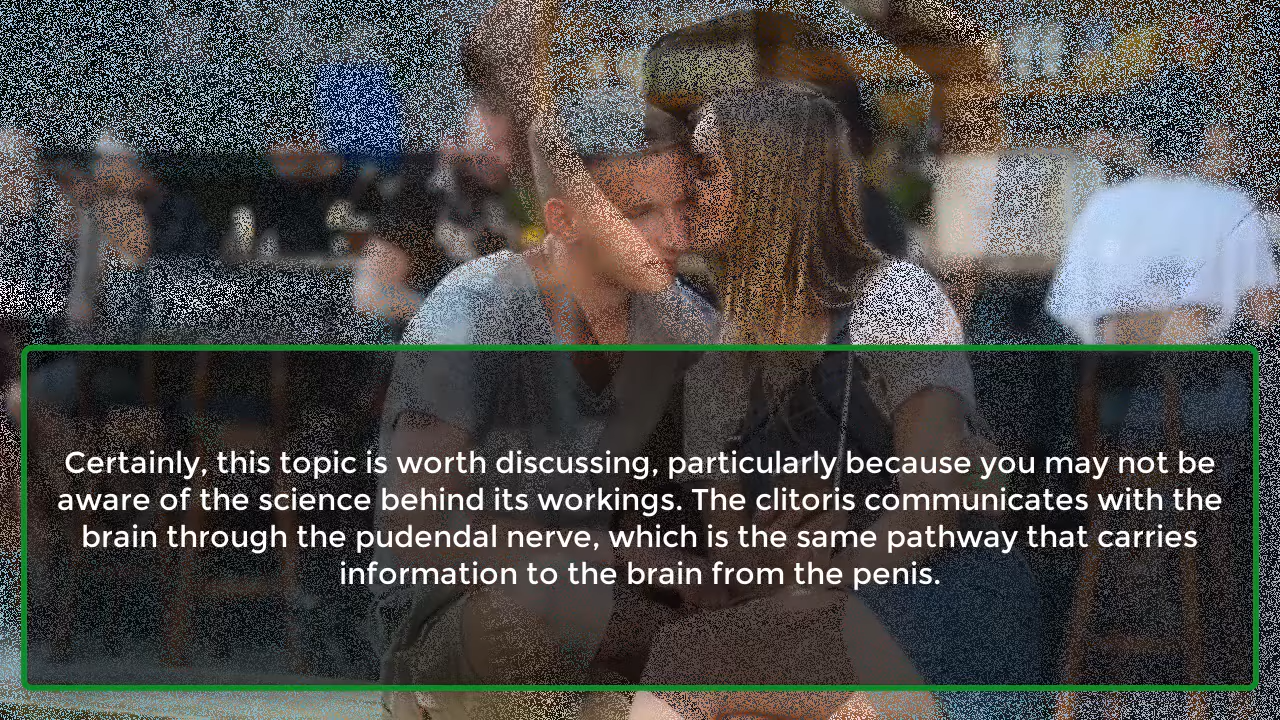 Certainly, this topic is worth discussing, particularly because you may not be
aware of the science behind its workings. The clitoris communicates with the
brain through the pudendal nerve, which is the same pathway that carries
information to the brain from the penis.